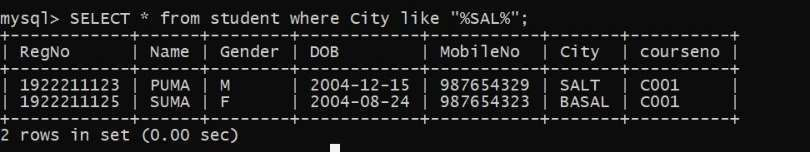 mysql> SELECT * from student where City like "%SAL%";
+------------+------+--------+------------+-----------+-------+----------+
| RegNo      | Name | Gender | DOB        | MobileNo  | City  | courseno |
+------------+------+--------+------------+-----------+-------+----------+
| 1922211123 | PUMA | M      | 2004-12-15 | 987654329 | SALT  | C001     |
| 1922211125 | SUMA | F      | 2004-08-24 | 987654323 | BASAL | C001     |
+------------+------+--------+------------+-----------+-------+----------+
2 rows in set (0.00 sec)